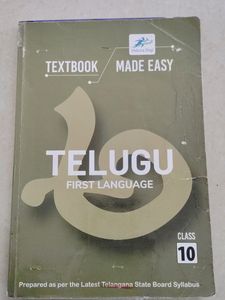 TEXTBOOK MADE EASY
TELUGU
FIRST LANGUAGE
CLASS
10
Prepared as per the Latest Telangana State Board Syllabus